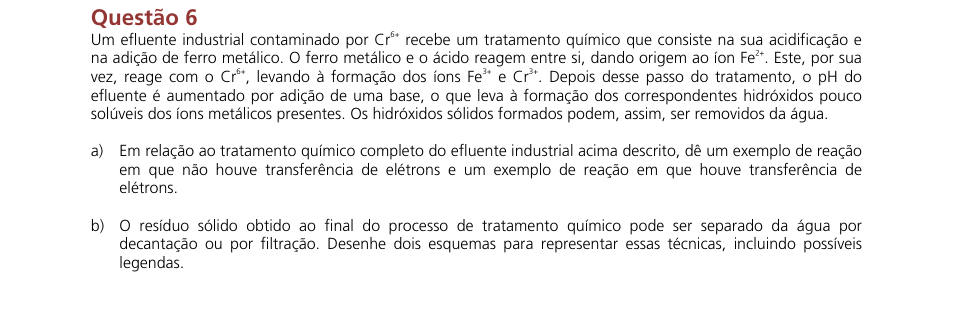 Questão 6
Um efluente industrial contaminado por Cr⁶⁺ recebe um tratamento químico que consiste na sua acidificação e
na adição de ferro metálico. O ferro metálico e o ácido reagem entre si, dando origem ao íon Fe²⁺. Este, por sua
vez, reage com o Cr⁶⁺, levando à formação dos íons Fe³⁺ e Cr³⁺. Depois desse passo do tratamento, o pH do
efluente é aumentado por adição de uma base, o que leva à formação dos correspondentes hidróxidos pouco
solúveis dos íons metálicos presentes. Os hidróxidos sólidos formados podem, assim, ser removidos da água.
a) Em relação ao tratamento químico completo do efluente industrial acima descrito, dê um exemplo de reação
em que não houve transferência de elétrons e um exemplo de reação em que houve transferência de
elétrons.
b) O resíduo sólido obtido ao final do processo de tratamento químico pode ser separado da água por
decantação ou por filtração. Desenhe dois esquemas para representar essas técnicas, incluindo possíveis
legendas.